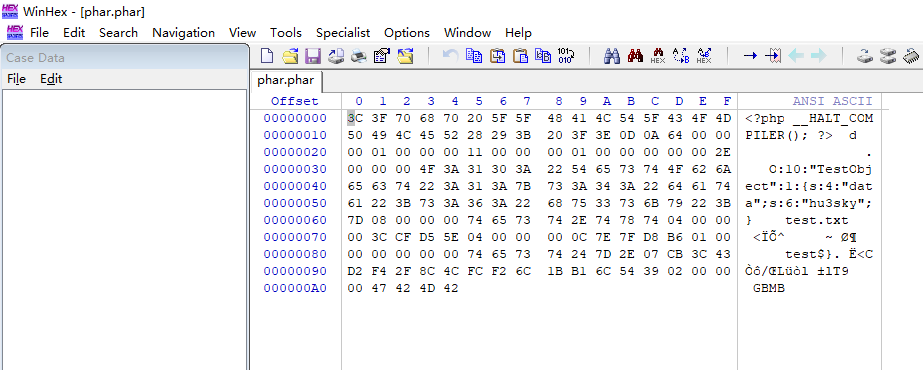 WinHex - [phar.phar]
File Edit Search Navigation View Tools Specialist Options Window Help
Case Data
File Edit
phar.phar
Offset 0 1 2 3 4 5 6 7 8 9 A B C D E F ANSI ASCII
00000000 3C 3F 70 68 70 20 5F 5F 48 41 4C 54 5F 43 4F 4D <?php __HALT_COM
00000010 50 49 4C 45 52 28 29 3B 20 3F 3E 0D 0A 64 00 00 PILER(); ?> d
00000020 00 01 00 00 00 11 00 00 00 01 00 00 00 00 00 2E .
00000030 00 00 00 4F 3A 31 30 3A 22 54 65 73 74 4F 62 6A O:10:"TestObj
00000040 65 63 74 22 3A 31 3A 7B 73 3A 34 3A 22 64 61 74 ect":1:{s:4:"dat
00000050 61 22 3B 73 3A 36 3A 22 68 75 33 73 6B 79 22 3B a";s:6:"hu3sky";
00000060 7D 08 00 00 00 74 65 73 74 2E 74 78 74 04 00 00 } test.txt
00000070 00 3C CF D5 5E 04 00 00 00 0C 7E 7F D8 B6 01 00 <ÏÕ^ ~ Ø¶
00000080 00 00 00 00 00 74 65 73 74 24 7D 2E 07 CB 3C 43 test$}. Ë<C
00000090 D2 F4 2F 8C 4C FC F2 6C 1B B1 6C 54 39 02 00 00 Òô/ŒLüòl ±lT9
000000A0 00 47 42 4D 42 GBMB